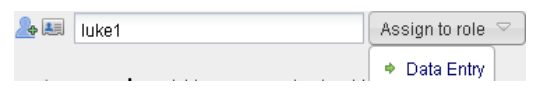 luke1 Assign to role
Data Entry